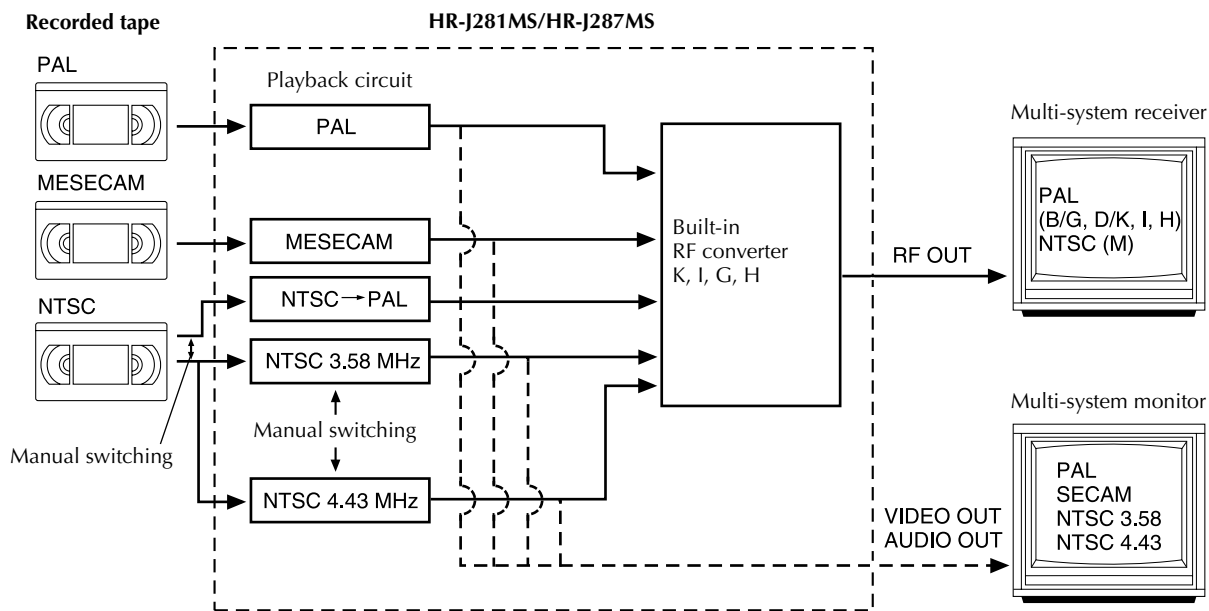 Recorded tape
HR-J281MS/HR-J287MS
PAL
Playback circuit
PAL
MESECAM
MESECAM
NTSC→PAL
NTSC
NTSC 3.58 MHz
Manual switching
Manual switching
NTSC 4.43 MHz
Built-in
RF converter
K, I, G, H
RF OUT
Multi-system receiver
PAL
(B/G, D/K, I, H)
NTSC (M)
VIDEO OUT
AUDIO OUT
Multi-system monitor
PAL
SECAM
NTSC 3.58
NTSC 4.43